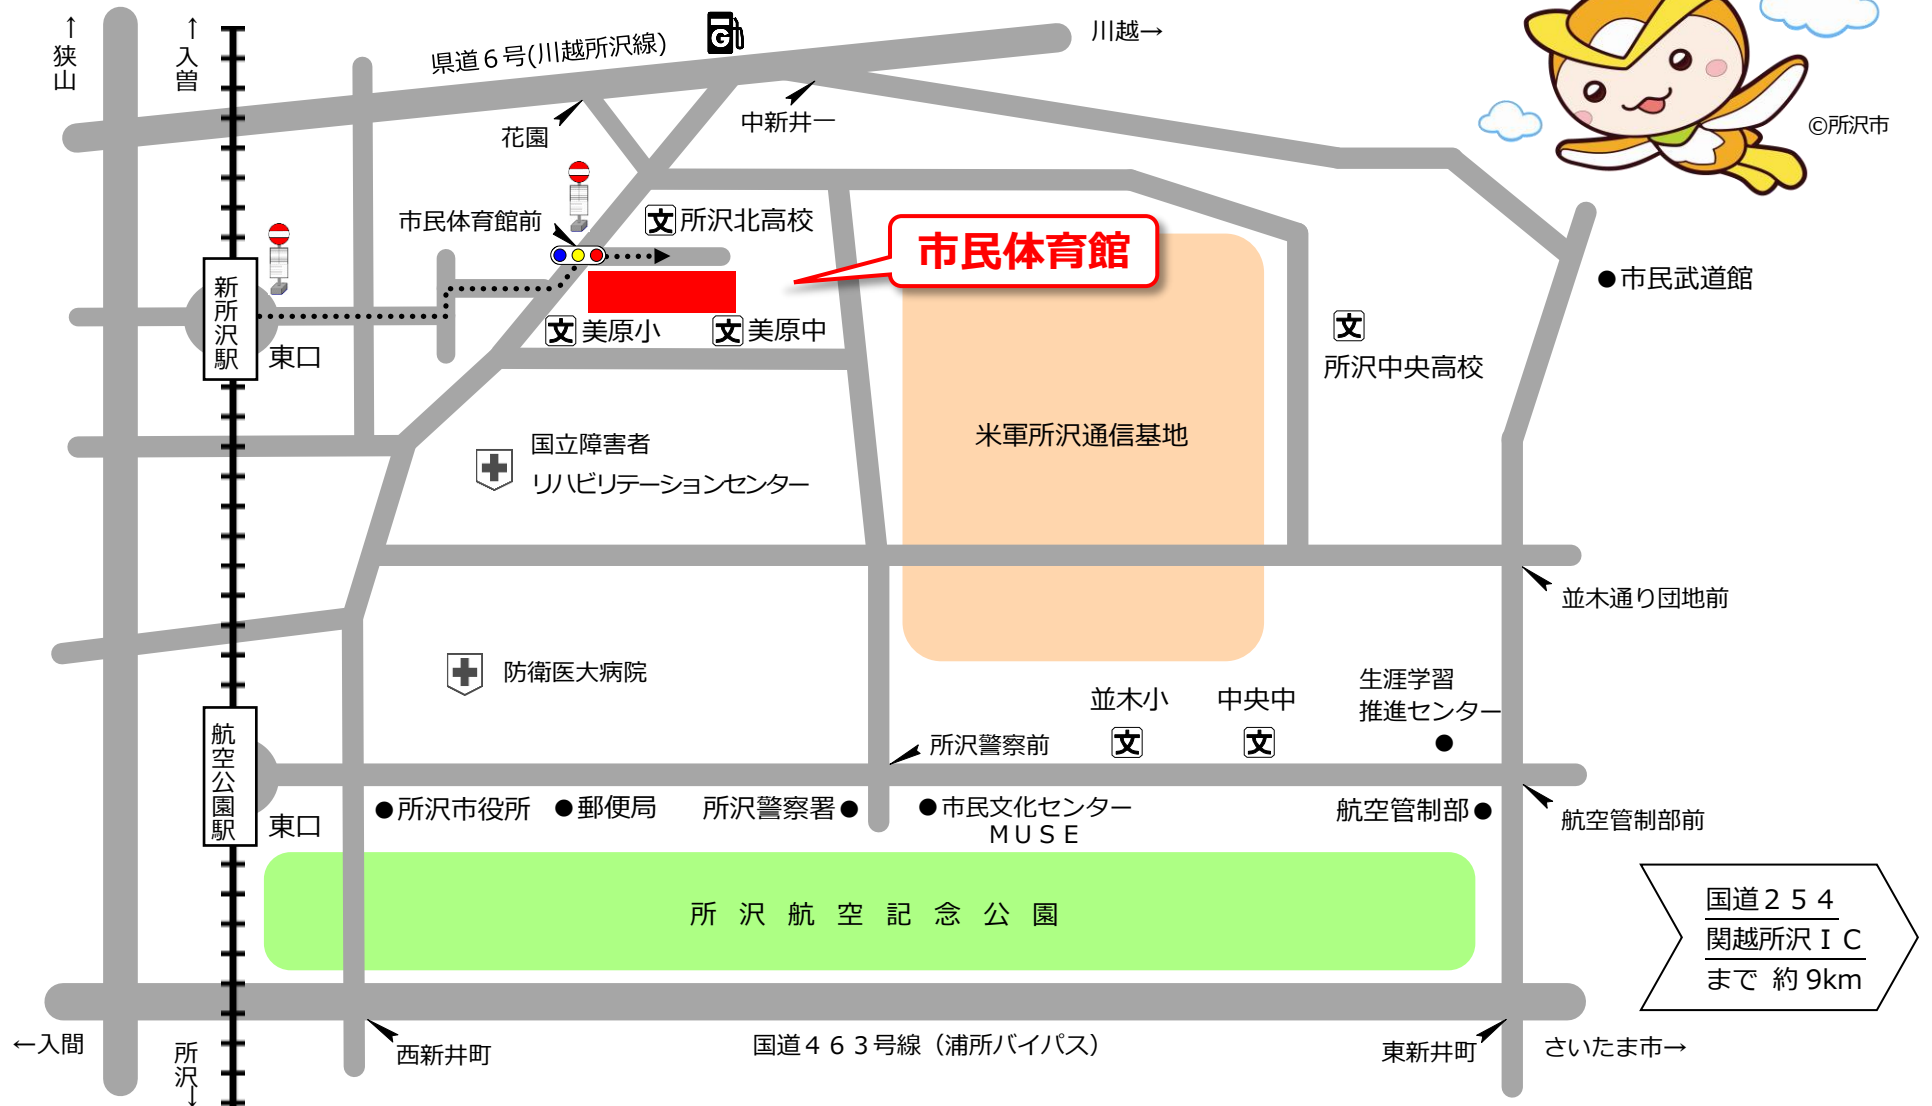 ↑狭山
↑入曽
県道６号(川越所沢線)
G
川越→
©所沢市
花園
中新井一
市民体育館前
文所沢北高校
市民体育館
●市民武道館
新所沢駅
東口
文美原小
文美原中
文
所沢中央高校
米軍所沢通信基地
国立障害者
リハビリテーションセンター
並木通り団地前
防衛医大病院
生涯学習
推進センター
●
並木小
文
中央中
文
所沢警察前
航空公園駅
東口
●所沢市役所
●郵便局
所沢警察署●
●市民文化センター
ＭＵＳＥ
航空管制部●
航空管制部前
所沢航空記念公園
国道２５４
関越所沢ＩＣ
まで 約9km
←入間
所沢↓
西新井町
国道４６３号線（浦所バイパス）
東新井町
さいたま市→